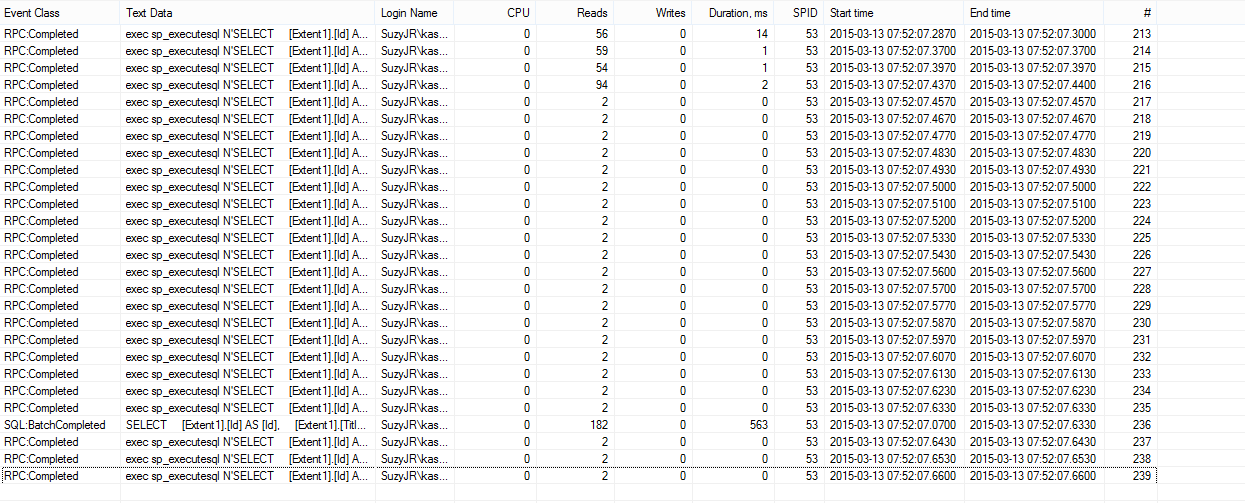 Event Class Text Data Login Name CPU Reads Writes Duration, ms SPID Start time End time #
RPC:Completed exec sp_executesql N'SELECT [Extent1].[Id] A... SuzyJR\kas... 0 56 0 14 53 2015-03-13 07:52:07.2870 2015-03-13 07:52:07.3000 213
RPC:Completed exec sp_executesql N'SELECT [Extent1].[Id] A... SuzyJR\kas... 0 59 0 1 53 2015-03-13 07:52:07.3700 2015-03-13 07:52:07.3700 214
RPC:Completed exec sp_executesql N'SELECT [Extent1].[Id] A... SuzyJR\kas... 0 54 0 1 53 2015-03-13 07:52:07.3970 2015-03-13 07:52:07.3970 215
RPC:Completed exec sp_executesql N'SELECT [Extent1].[Id] A... SuzyJR\kas... 0 94 0 2 53 2015-03-13 07:52:07.4370 2015-03-13 07:52:07.4400 216
RPC:Completed exec sp_executesql N'SELECT [Extent1].[Id] A... SuzyJR\kas... 0 2 0 0 53 2015-03-13 07:52:07.4570 2015-03-13 07:52:07.4570 217
RPC:Completed exec sp_executesql N'SELECT [Extent1].[Id] A... SuzyJR\kas... 0 2 0 0 53 2015-03-13 07:52:07.4670 2015-03-13 07:52:07.4670 218
RPC:Completed exec sp_executesql N'SELECT [Extent1].[Id] A... SuzyJR\kas... 0 2 0 0 53 2015-03-13 07:52:07.4770 2015-03-13 07:52:07.4770 219
RPC:Completed exec sp_executesql N'SELECT [Extent1].[Id] A... SuzyJR\kas... 0 2 0 0 53 2015-03-13 07:52:07.4830 2015-03-13 07:52:07.4830 220
RPC:Completed exec sp_executesql N'SELECT [Extent1].[Id] A... SuzyJR\kas... 0 2 0 0 53 2015-03-13 07:52:07.4930 2015-03-13 07:52:07.4930 221
RPC:Completed exec sp_executesql N'SELECT [Extent1].[Id] A... SuzyJR\kas... 0 2 0 0 53 2015-03-13 07:52:07.5000 2015-03-13 07:52:07.5000 222
RPC:Completed exec sp_executesql N'SELECT [Extent1].[Id] A... SuzyJR\kas... 0 2 0 0 53 2015-03-13 07:52:07.5100 2015-03-13 07:52:07.5100 223
RPC:Completed exec sp_executesql N'SELECT [Extent1].[Id] A... SuzyJR\kas... 0 2 0 0 53 2015-03-13 07:52:07.5200 2015-03-13 07:52:07.5200 224
RPC:Completed exec sp_executesql N'SELECT [Extent1].[Id] A... SuzyJR\kas... 0 2 0 0 53 2015-03-13 07:52:07.5330 2015-03-13 07:52:07.5330 225
RPC:Completed exec sp_executesql N'SELECT [Extent1].[Id] A... SuzyJR\kas... 0 2 0 0 53 2015-03-13 07:52:07.5430 2015-03-13 07:52:07.5430 226
RPC:Completed exec sp_executesql N'SELECT [Extent1].[Id] A... SuzyJR\kas... 0 2 0 0 53 2015-03-13 07:52:07.5600 2015-03-13 07:52:07.5600 227
RPC:Completed exec sp_executesql N'SELECT [Extent1].[Id] A... SuzyJR\kas... 0 2 0 0 53 2015-03-13 07:52:07.5700 2015-03-13 07:52:07.5700 228
RPC:Completed exec sp_executesql N'SELECT [Extent1].[Id] A... SuzyJR\kas... 0 2 0 0 53 2015-03-13 07:52:07.5770 2015-03-13 07:52:07.5770 229
RPC:Completed exec sp_executesql N'SELECT [Extent1].[Id] A... SuzyJR\kas... 0 2 0 0 53 2015-03-13 07:52:07.5870 2015-03-13 07:52:07.5870 230
RPC:Completed exec sp_executesql N'SELECT [Extent1].[Id] A... SuzyJR\kas... 0 2 0 0 53 2015-03-13 07:52:07.5970 2015-03-13 07:52:07.5970 231
RPC:Completed exec sp_executesql N'SELECT [Extent1].[Id] A... SuzyJR\kas... 0 2 0 0 53 2015-03-13 07:52:07.6070 2015-03-13 07:52:07.6070 232
RPC:Completed exec sp_executesql N'SELECT [Extent1].[Id] A... SuzyJR\kas... 0 2 0 0 53 2015-03-13 07:52:07.6130 2015-03-13 07:52:07.6130 233
RPC:Completed exec sp_executesql N'SELECT [Extent1].[Id] A... SuzyJR\kas... 0 2 0 0 53 2015-03-13 07:52:07.6230 2015-03-13 07:52:07.6230 234
RPC:Completed exec sp_executesql N'SELECT [Extent1].[Id] A... SuzyJR\kas... 0 2 0 0 53 2015-03-13 07:52:07.6330 2015-03-13 07:52:07.6330 235
SQL:BatchCompleted SELECT [Extent1].[Id] AS [Id], [Extent1].[Titl... SuzyJR\kas... 0 182 0 563 53 2015-03-13 07:52:07.0700 2015-03-13 07:52:07.6330 236
RPC:Completed exec sp_executesql N'SELECT [Extent1].[Id] A... SuzyJR\kas... 0 2 0 0 53 2015-03-13 07:52:07.6430 2015-03-13 07:52:07.6430 237
RPC:Completed exec sp_executesql N'SELECT [Extent1].[Id] A... SuzyJR\kas... 0 2 0 0 53 2015-03-13 07:52:07.6530 2015-03-13 07:52:07.6530 238
RPC:Completed exec sp_executesql N'SELECT [Extent1].[Id] A... SuzyJR\kas... 0 2 0 0 53 2015-03-13 07:52:07.6600 2015-03-13 07:52:07.6600 239